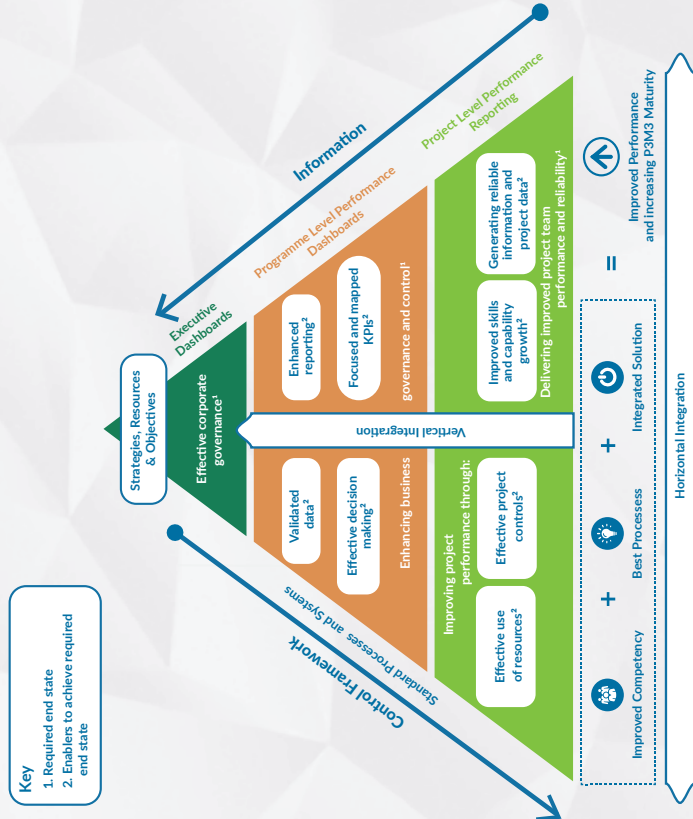 Key
1. Required end state
2. Enablers to achieve required
end state
Strategies, Resources
& Objectives
Effective corporate
governance¹
Executive
Dashboards
Information
Programme Level Performance
Dashboards
Project Level Performance
Reporting
Control Framework
Standard Processes and Systems
Validated
data²
Enhanced
reporting²
Effective decision
making²
Focused and mapped
KPIs²
Enhancing business
governance and control¹
Vertical Integration
Improving project
performance through:
Effective use
of resources²
Effective project
controls²
Improved skills
and capability
growth²
Generating reliable
information and
project data²
Delivering improved project team
performance and reliability¹
Improved Competency
+
Best Processess
+
Integrated Solution
=
Improved Performance
and increasing P3M3 Maturity
Horizontal Integration